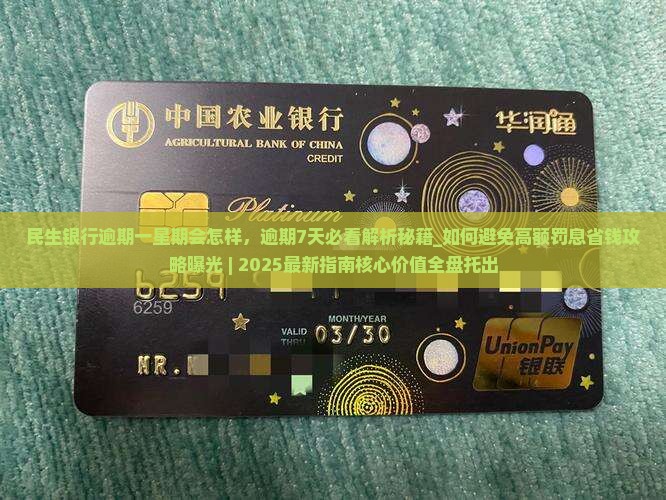 中国农业银行
AGRICULTURAL BANK OF CHINA
CREDIT
华润通
Platinum
民生银行逾期一星期会怎样，逾期7天必看解析秘籍_如何避免高额罚息省钱攻
略曝光 | 2025最新指南核心价值全盘托出
6259
6259
MONTH/YEAR
VALID THRU 03/30
MR.
UnionPay
银联